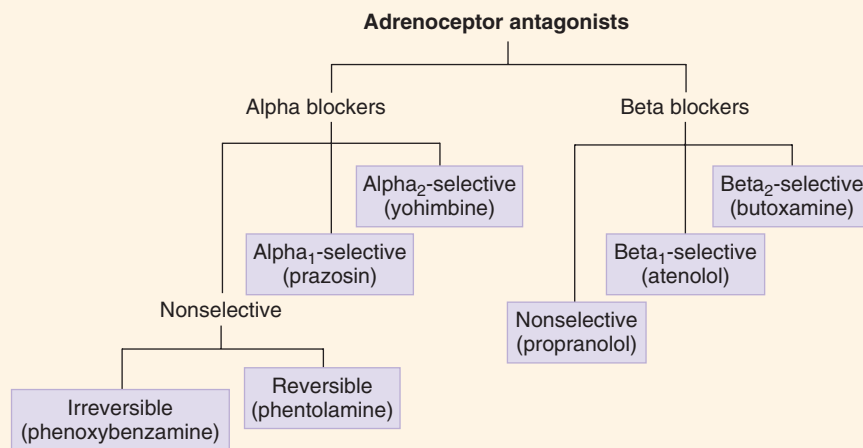 Adrenoceptor antagonists
Alpha blockers
Beta blockers
Alpha₂-selective
(yohimbine)
Beta₂-selective
(butoxamine)
Alpha₁-selective
(prazosin)
Beta₁-selective
(atenolol)
Nonselective
Nonselective
(propranolol)
Irreversible
(phenoxybenzamine)
Reversible
(phentolamine)